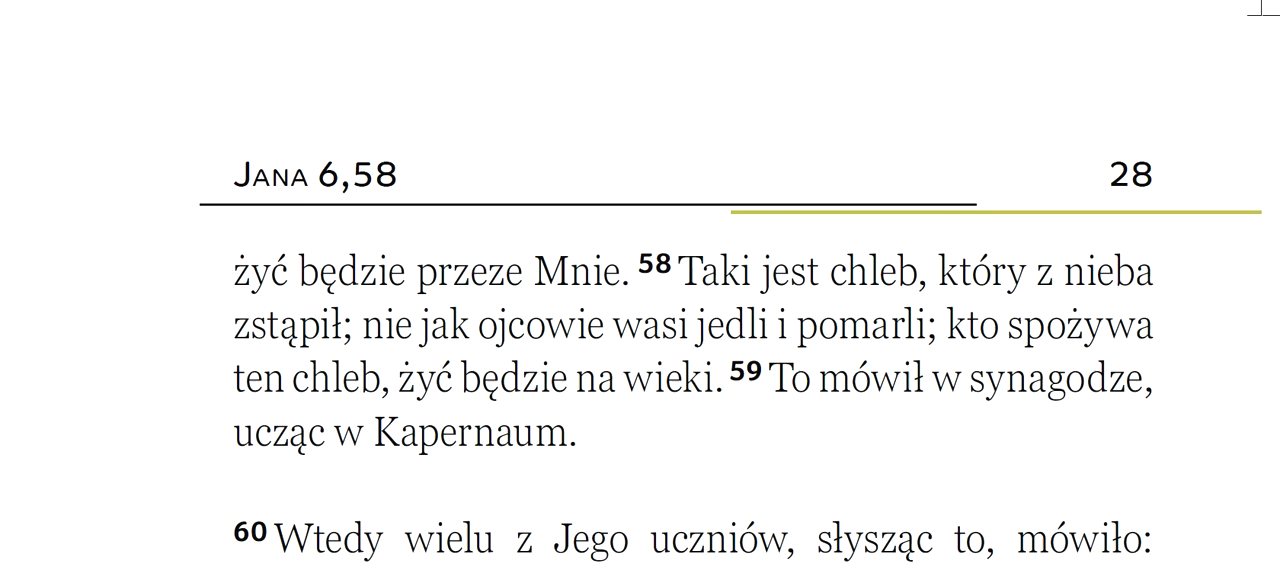 Jana 6,58 28
żyć będzie przeze Mnie. 58 Taki jest chleb, który z nieba
zstąpił; nie jak ojcowie wasi jedli i pomarli; kto spożywa
ten chleb, żyć będzie na wieki. 59 To mówił w synagodze,
ucząc w Kapernaum.
60 Wtedy wielu z Jego uczniów, słysząc to, mówiło: